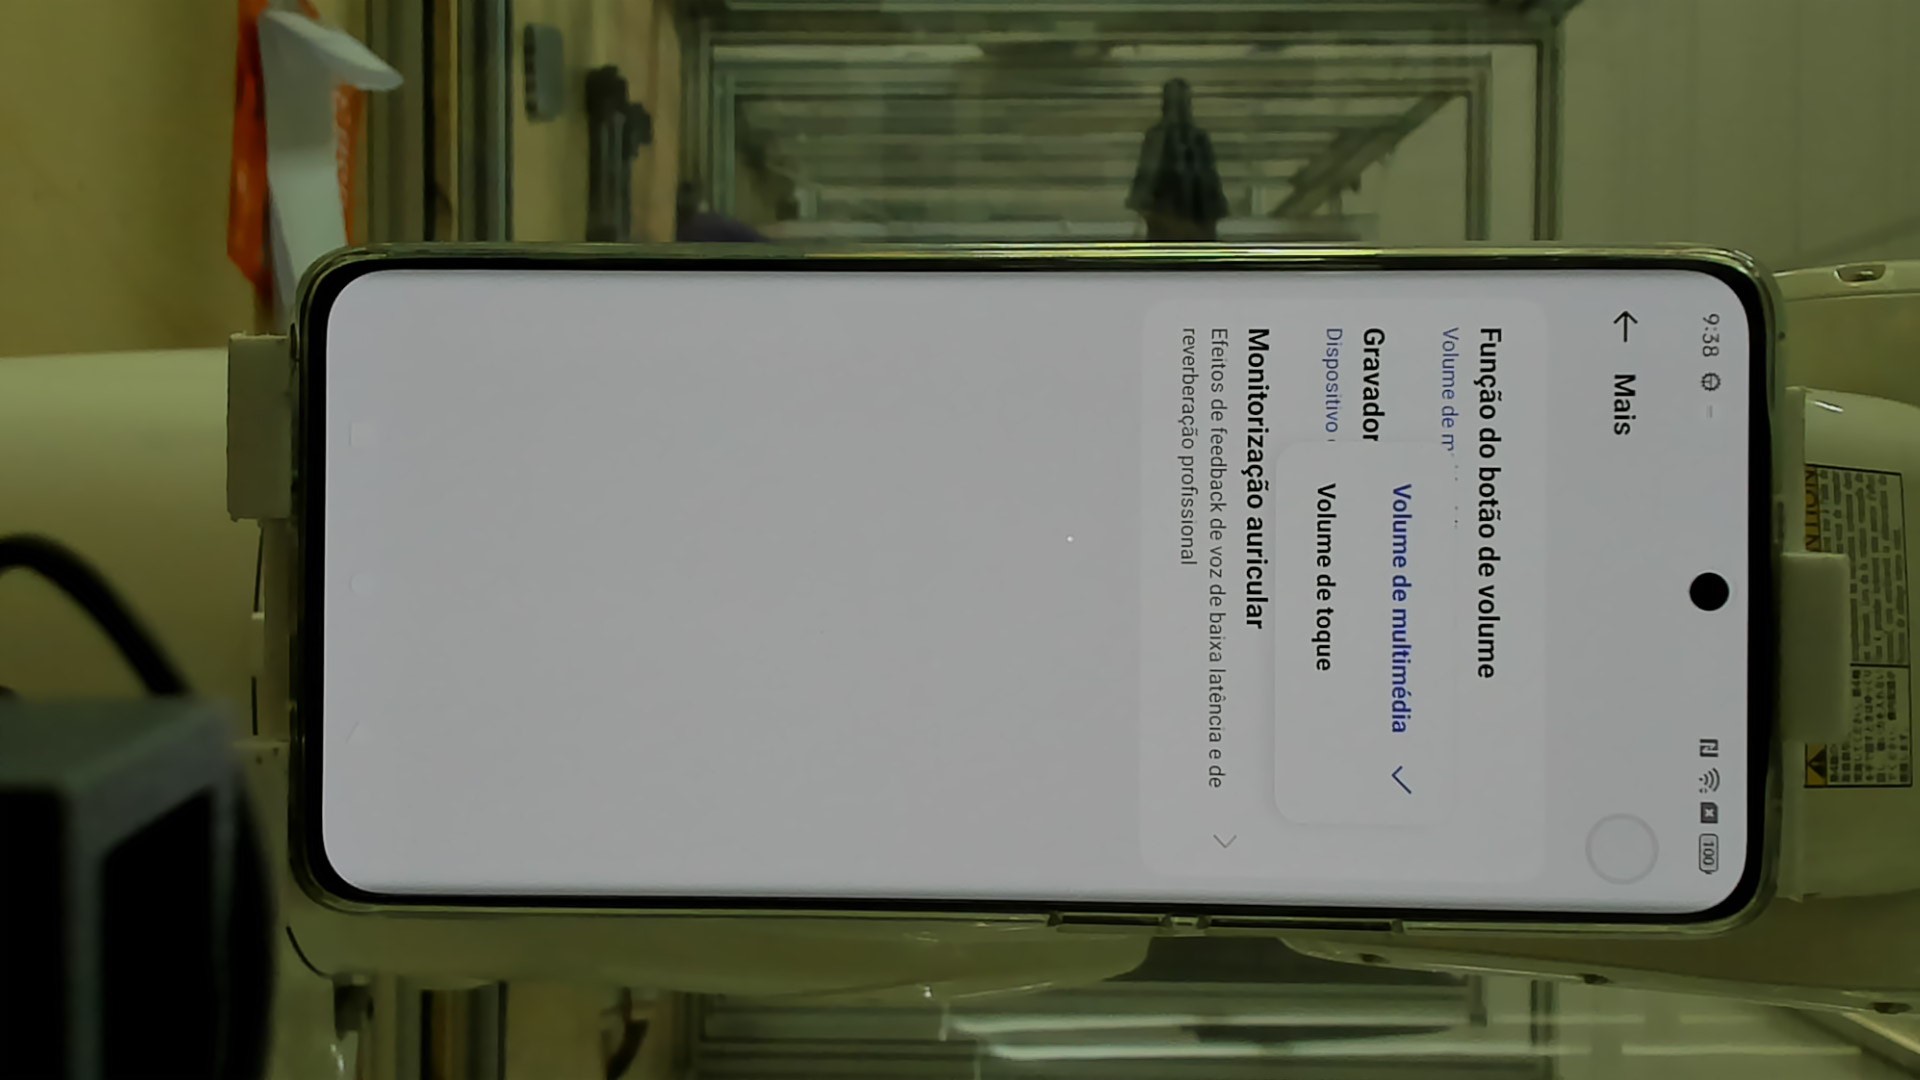 9:38
100
Mais
Função do botão de volume
Volume de
Volume de multimédia
Gravador
Dispositivo
Volume de toque
Monitorização auricular
Efeitos de feedback de voz de baixa latência e de
reverberação profissional